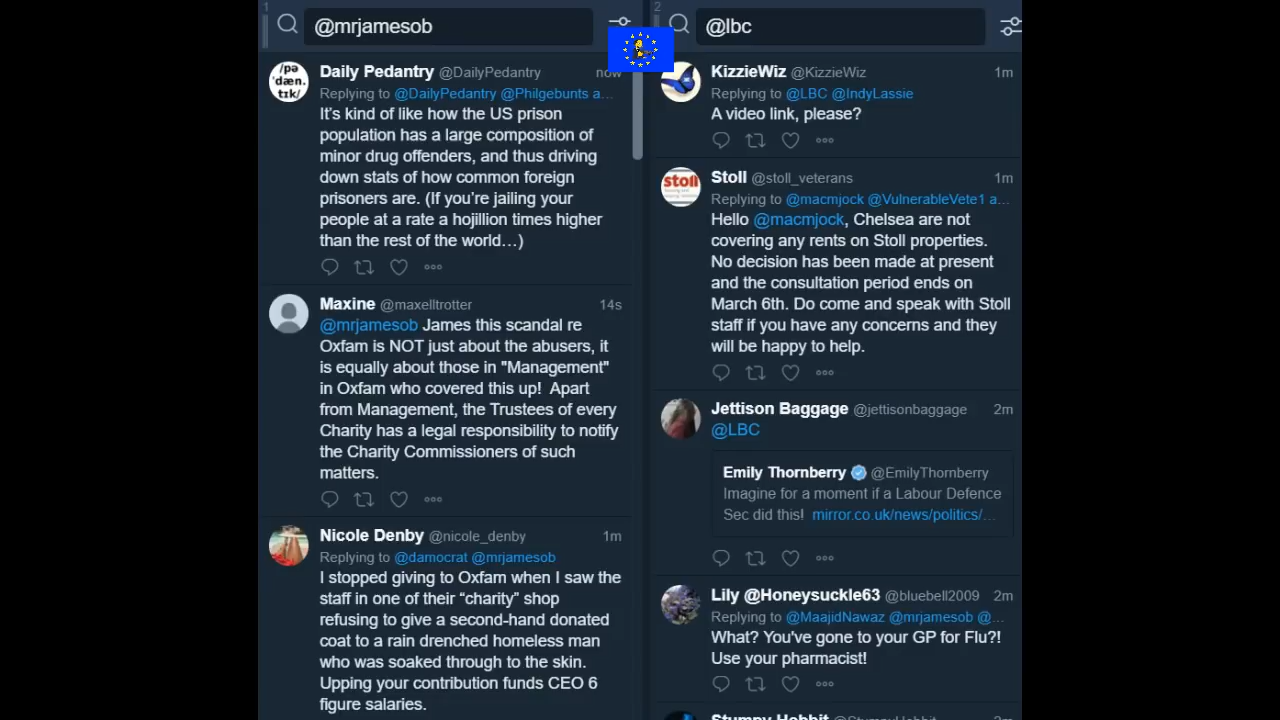 1
@mrjamesob
/pə
ˈdæn.
tɪk/
Daily Pedantry @DailyPedantry now
Replying to @DailyPedantry @Philgebunts a...
It's kind of like how the US prison
population has a large composition of
minor drug offenders, and thus driving
down stats of how common foreign
prisoners are. (If you're jailing your
people at a rate a hojillion times higher
than the rest of the world…)
Maxine @maxelltrotter 14s
@mrjamesob James this scandal re
Oxfam is NOT just about the abusers, it
is equally about those in "Management"
in Oxfam who covered this up!  Apart
from Management, the Trustees of every
Charity has a legal responsibility to notify
the Charity Commissioners of such
matters.
Nicole Denby @nicole_denby 1m
Replying to @damocrat @mrjamesob
I stopped giving to Oxfam when I saw the
staff in one of their “charity” shop
refusing to give a second-hand donated
coat to a rain drenched homeless man
who was soaked through to the skin.
Upping your contribution funds CEO 6
figure salaries.
2
@lbc
KizzieWiz @KizzieWiz 1m
Replying to @LBC @IndyLassie
A video link, please?
stoll
Stoll @stoll_veterans 1m
Replying to @macmjock @VulnerableVete1 a...
Hello @macmjock, Chelsea are not
covering any rents on Stoll properties.
No decision has been made at present
and the consultation period ends on
March 6th. Do come and speak with Stoll
staff if you have any concerns and they
will be happy to help.
Jettison Baggage @jettisonbaggage 2m
@LBC
Emily Thornberry @EmilyThornberry
Imagine for a moment if a Labour Defence
Sec did this!  mirror.co.uk/news/politics/…
Lily @Honeysuckle63 @bluebell2009 2m
Replying to @MaajidNawaz @mrjamesob @...
What? You've gone to your GP for Flu?!
Use your pharmacist!
Stumpy Hobbit @StumpyHobbit 2m